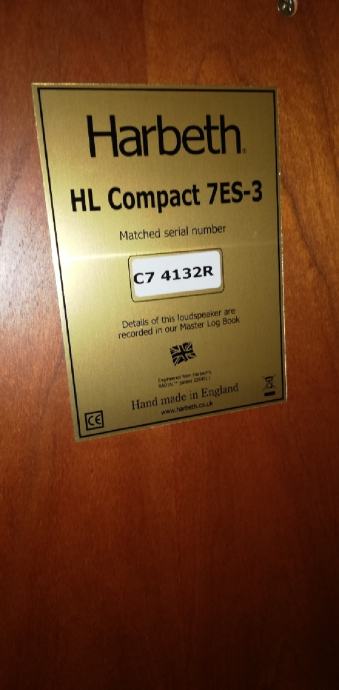 Harbeth
HL Compact 7ES-3
Matched serial number
C7 4132R
Details of this loudspeaker are
recorded in our Master Log Book
Hand made in England
www.harbeth.co.uk
CE